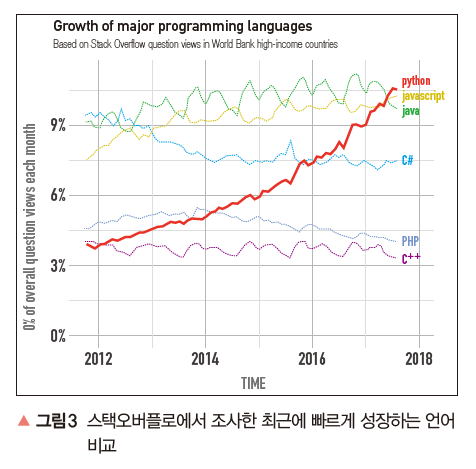 Growth of major programming languages
Based on Stack Overflow question views in World Bank high-income countries
python
javascript
java
9%
C#
6%
PHP
3%
C++
0%
0% of overall question views each month
2012 2014 2016 2018
TIME
▲ 그림 3 스택오버플로에서 조사한 최근에 빠르게 성장하는 언어
비교